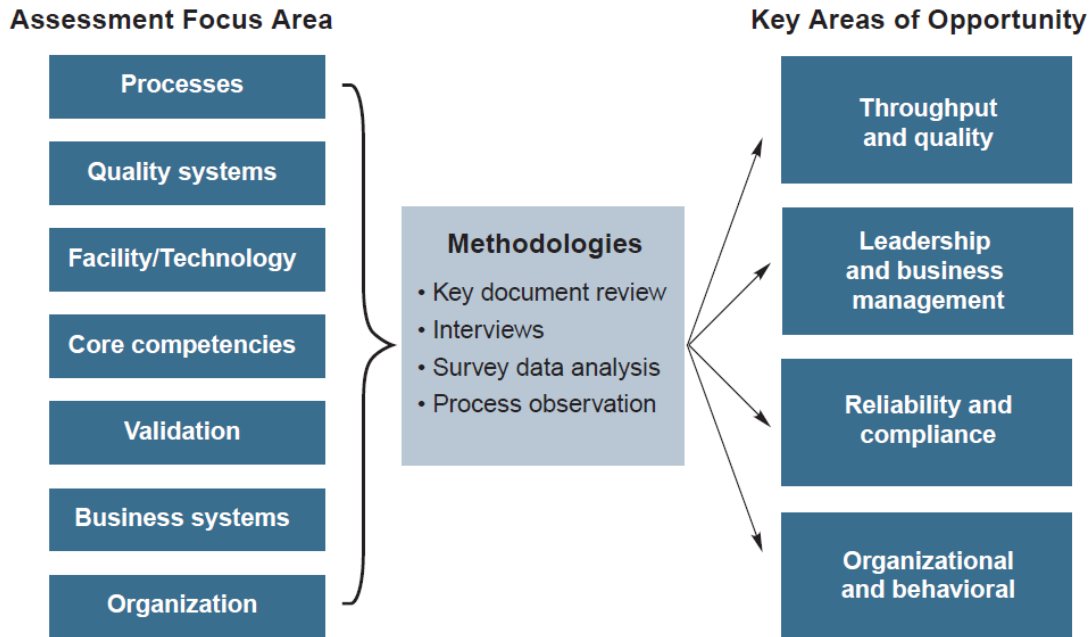 Assessment Focus Area
Processes
Quality systems
Facility/Technology
Core competencies
Validation
Business systems
Organization
Methodologies
• Key document review
• Interviews
• Survey data analysis
• Process observation
Key Areas of Opportunity
Throughput
and quality
Leadership
and business
management
Reliability and
compliance
Organizational
and behavioral